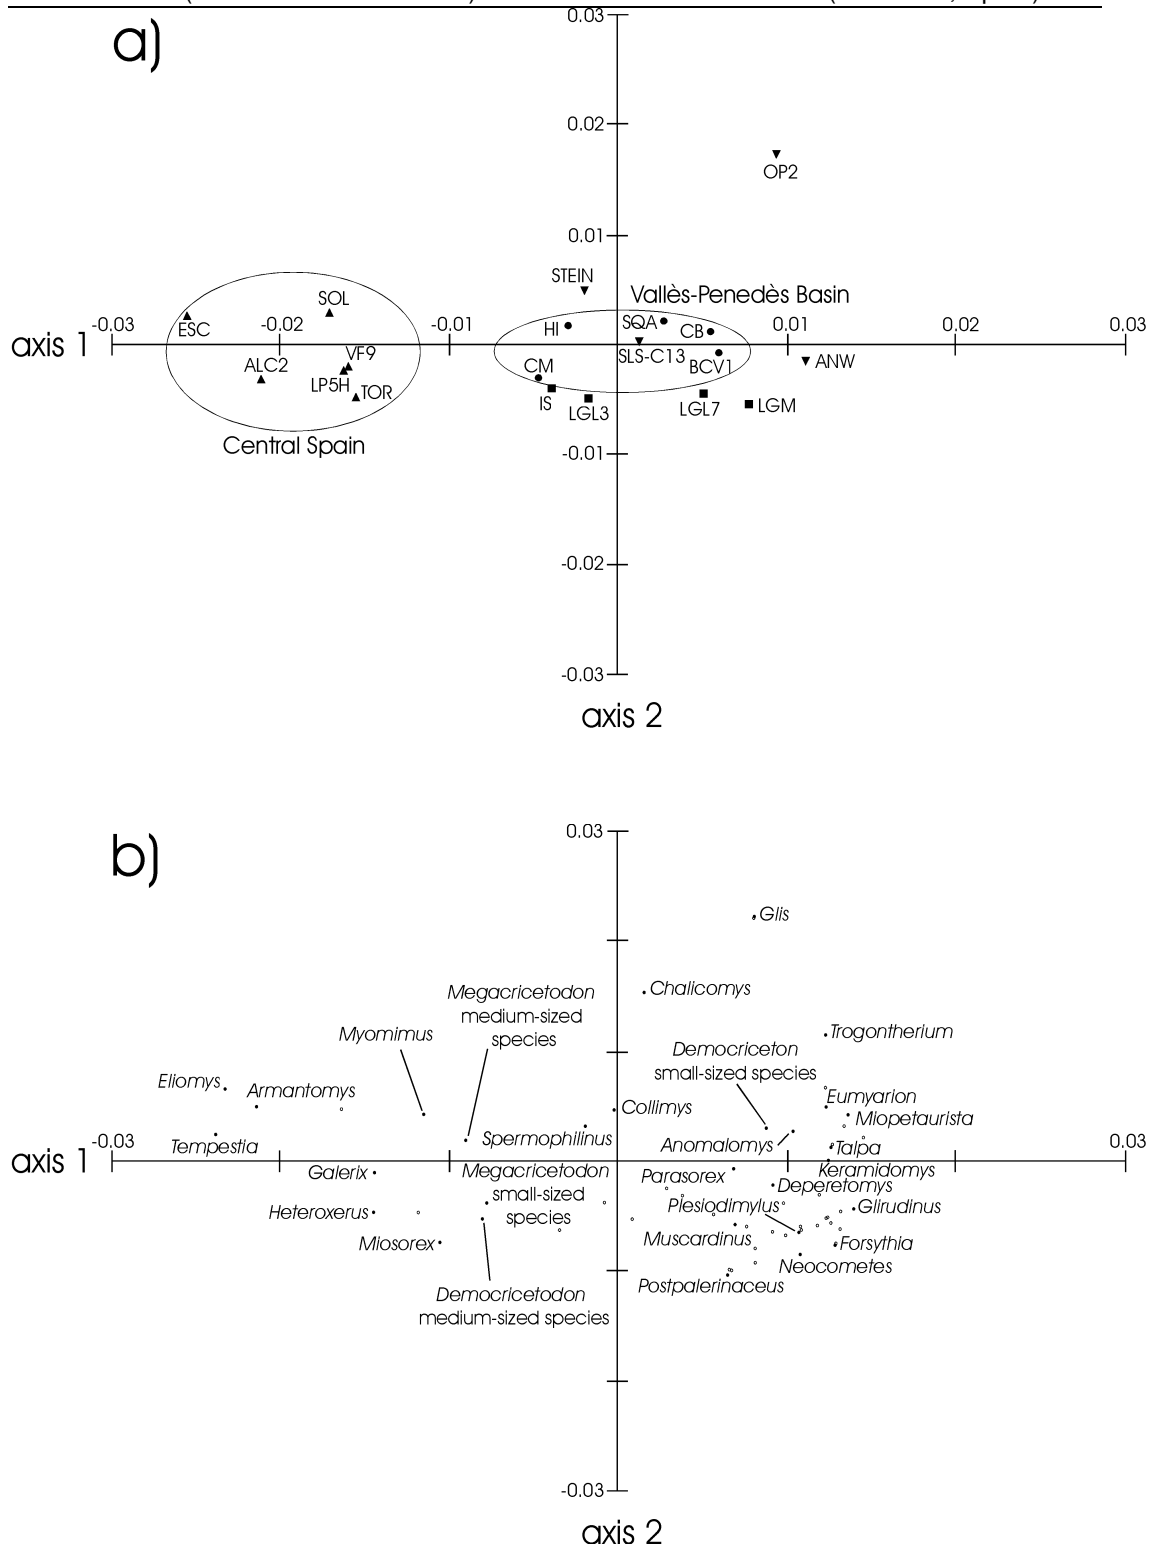 a)
0.03
0.02
OP2
0.01
STEIN
Vallès-Penedès Basin
SOL
-0.03
-0.02
-0.01
HI
SQA
CB
0.01
0.02
0.03
axis 1
ESC
VF9
SLS-C13
ALC2
CM
BCV1
ANW
LP5H
TOR
IS
LGL3
LGL7
LGM
Central Spain
-0.01
-0.02
-0.03
axis 2
b)
0.03
Glis
Chalicomys
Megacricetodon
medium-sized
species
Myomimus
Trogontherium
Democriceton
small-sized species
Eliomys
Armantomys
Eumyarion
Collimys
Miopetaurista
-0.03
Tempestia
Spermophilinus
Anomalomys
Talpa
0.03
axis 1
Galerix
Megacricetodon
small-sized
species
Parasorex
Keramidomys
Deperetomys
Heteroxerus
Plesiodimylus
Glirudinus
Miosorex
Muscardinus
Forsythia
Neocometes
Postpalerinaceus
Democricetodon
medium-sized species
-0.03
axis 2